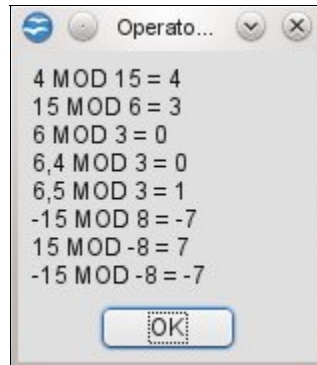 Operato...
4 MOD 15 = 4
15 MOD 6 = 3
6 MOD 3 = 0
6,4 MOD 3 = 0
6,5 MOD 3 = 1
-15 MOD 8 = -7
15 MOD -8 = 7
-15 MOD -8 = -7
OK